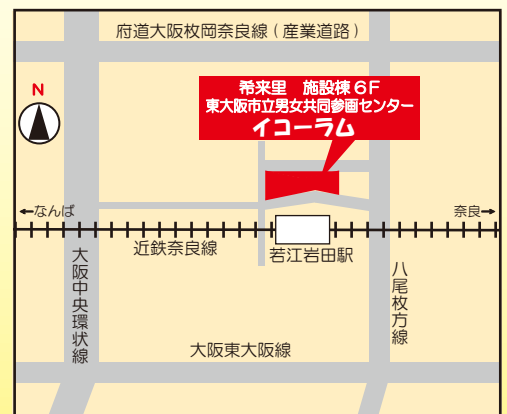 府道大阪枚岡奈良線(産業道路)
N
希来里 施設棟6F
東大阪市立男女共同参画センター
イコーラム
←なんば
奈良→
近鉄奈良線
若江岩田駅
大阪中央環状線
八尾枚方線
大阪東大阪線